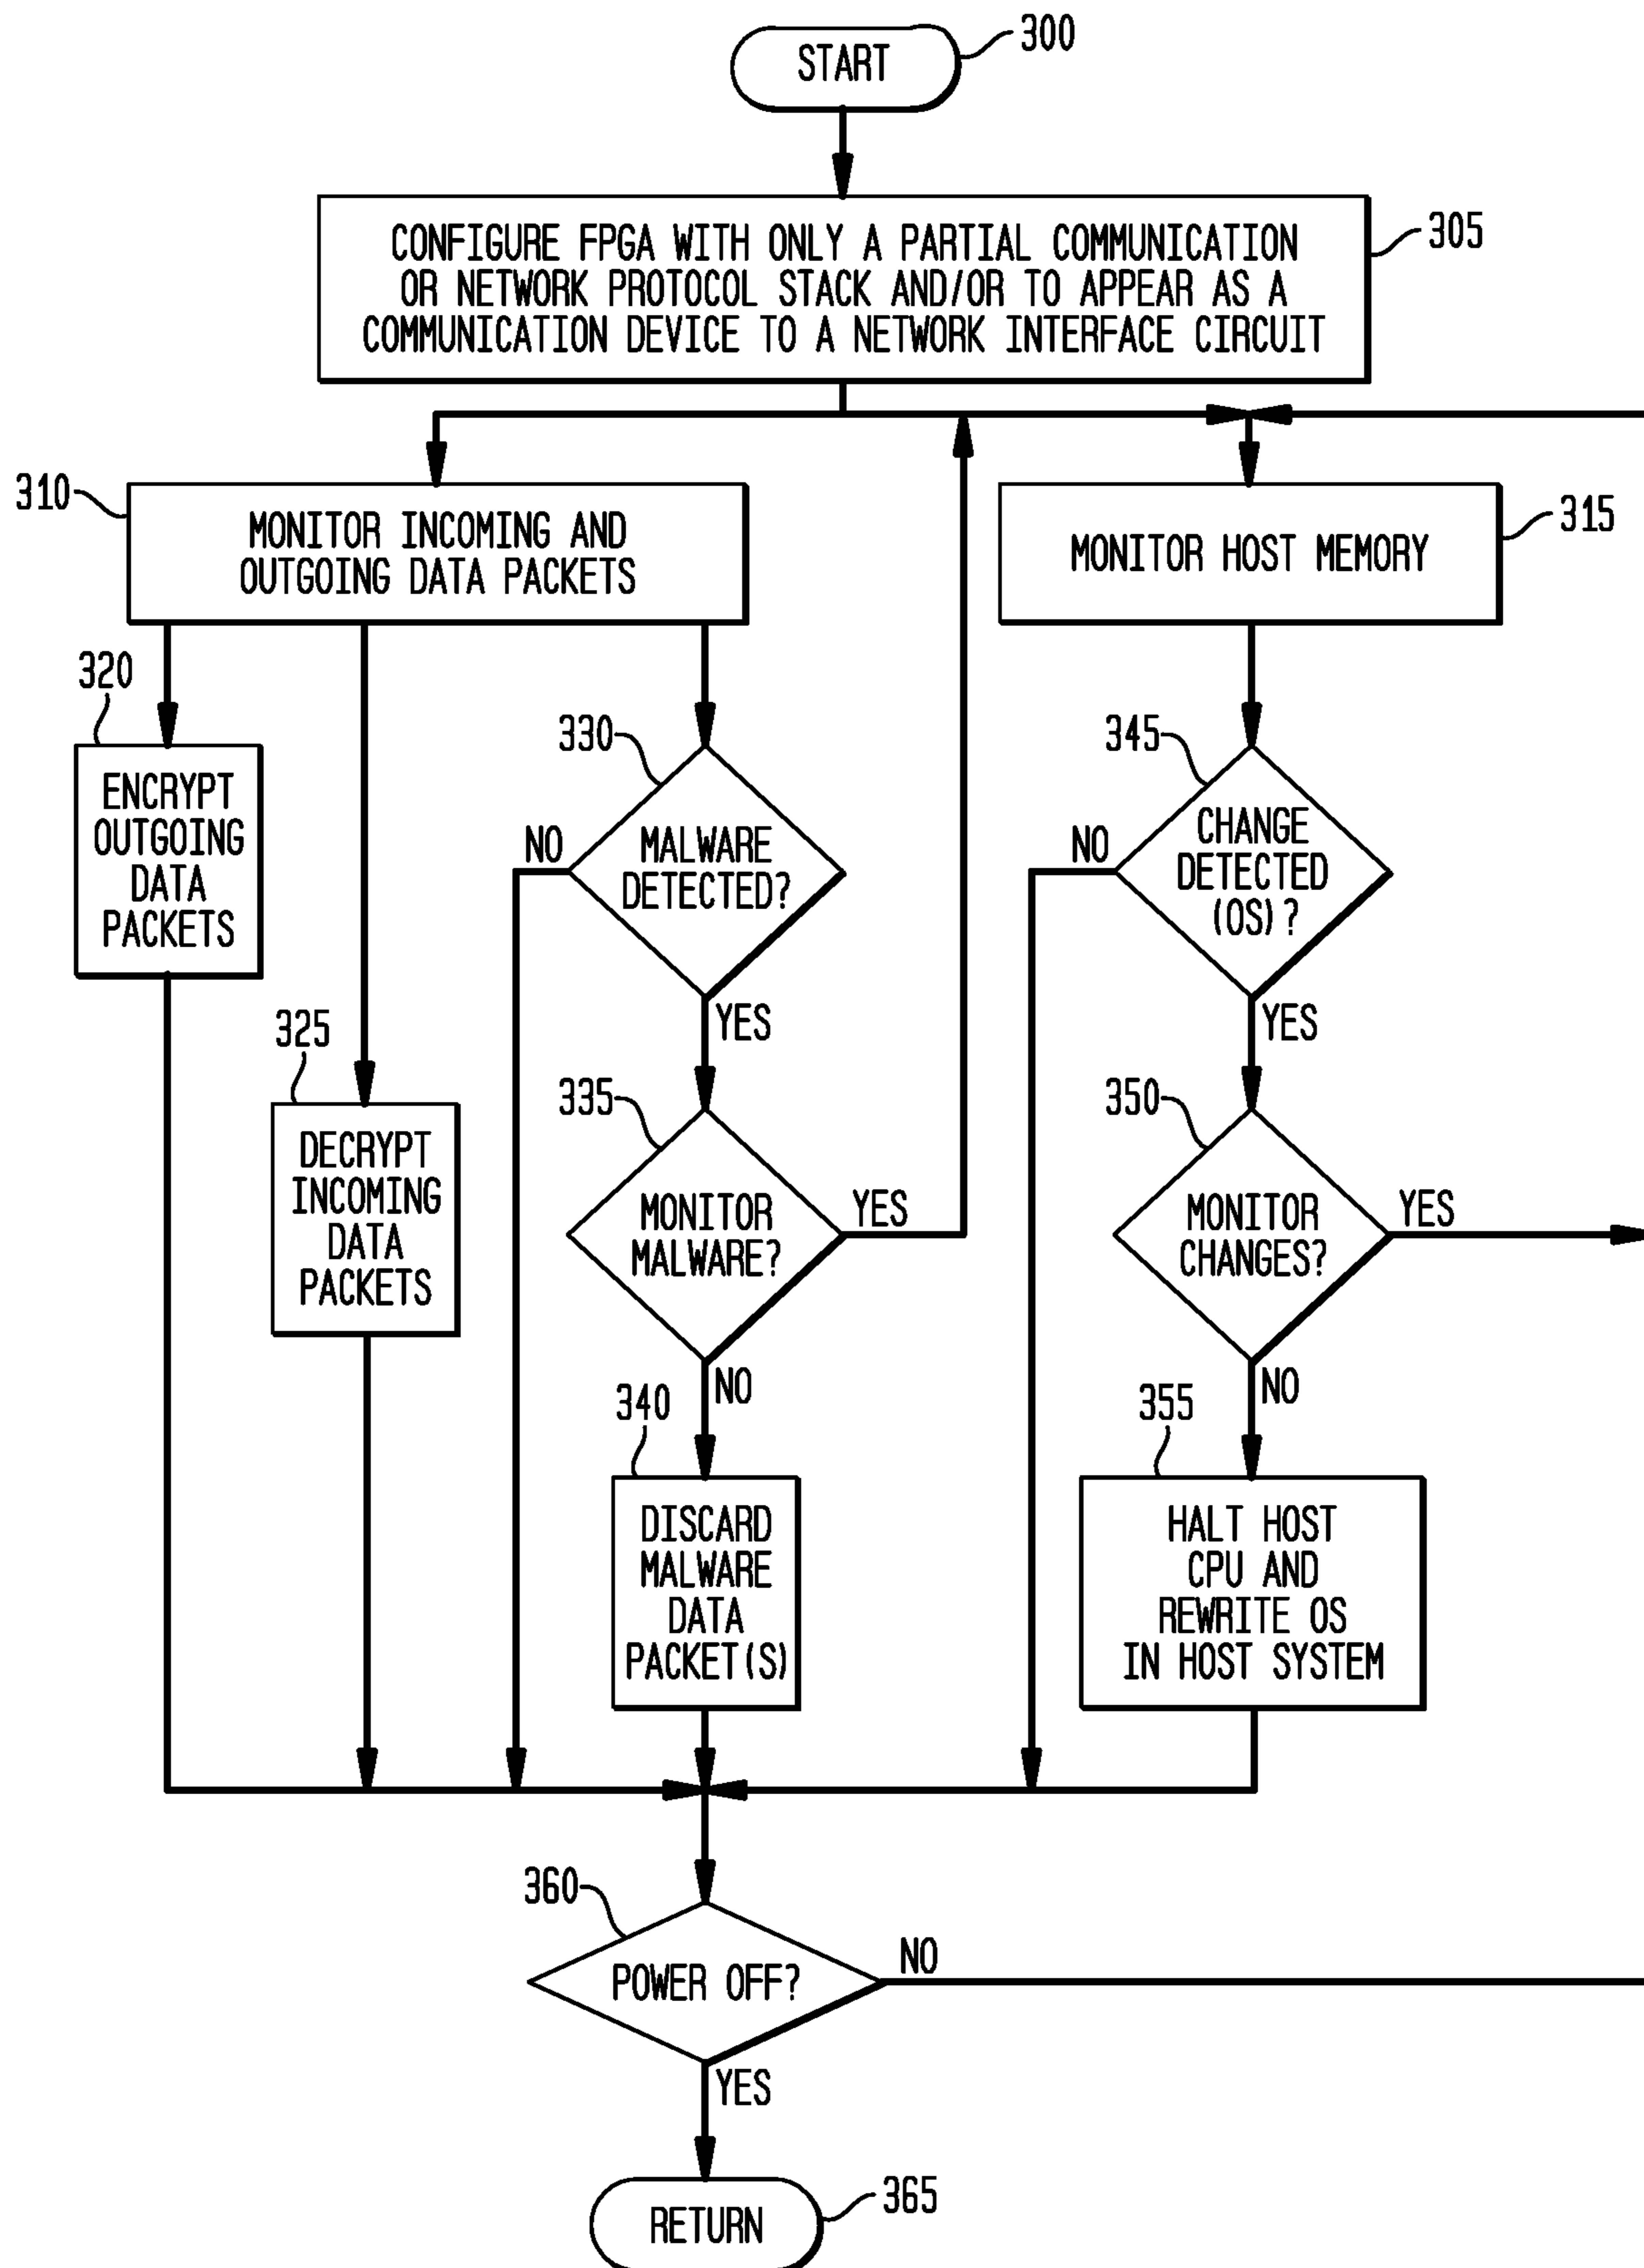 START
300
CONFIGURE FPGA WITH ONLY A PARTIAL COMMUNICATION
OR NETWORK PROTOCOL STACK AND/OR TO APPEAR AS A
COMMUNICATION DEVICE TO A NETWORK INTERFACE CIRCUIT
305
310
MONITOR INCOMING AND
OUTGOING DATA PACKETS
MONITOR HOST MEMORY
315
320
ENCRYPT
OUTGOING
DATA
PACKETS
325
DECRYPT
INCOMING
DATA
PACKETS
330
NO
MALWARE
DETECTED?
YES
335
MONITOR
MALWARE?
YES
NO
340
DISCARD
MALWARE
DATA
PACKET(S)
345
NO
CHANGE
DETECTED
(OS)?
YES
350
MONITOR
CHANGES?
YES
NO
355
HALT HOST
CPU AND
REWRITE OS
IN HOST SYSTEM
360
POWER OFF?
NO
YES
RETURN
365